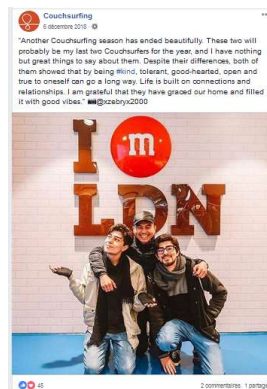 Couchsurfing
6 décembre 2018
"Another Couchsurfing season has ended beautifully. These two will
probably be my last two Couchsurfers for the year, and I have nothing
but great things to say about them. Despite their differences, both of
them showed that by being #kind, tolerant, good-hearted, open and
true to oneself can go a long way. Life is built on connections and
relationships. I am grateful that they have graced our home and filled
it with good vibes." 📸@xzebryx2000
I m
LDN
45
2 commentaires 1 partage